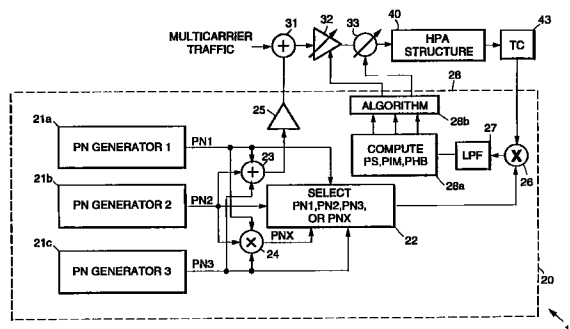 31
32
33
40
43
MULTICARRIER
TRAFFIC
HPA
STRUCTURE
TC
28
25
ALGORITHM
28b
21a
PN GENERATOR 1
PN1
23
COMPUTE
PS,PIM,PHB
28a
27
LPF
26
21b
PN GENERATOR 2
PN2
SELECT
PN1,PN2,PN3,
OR PNX
22
21c
PN GENERATOR 3
PN3
24
PNX
20